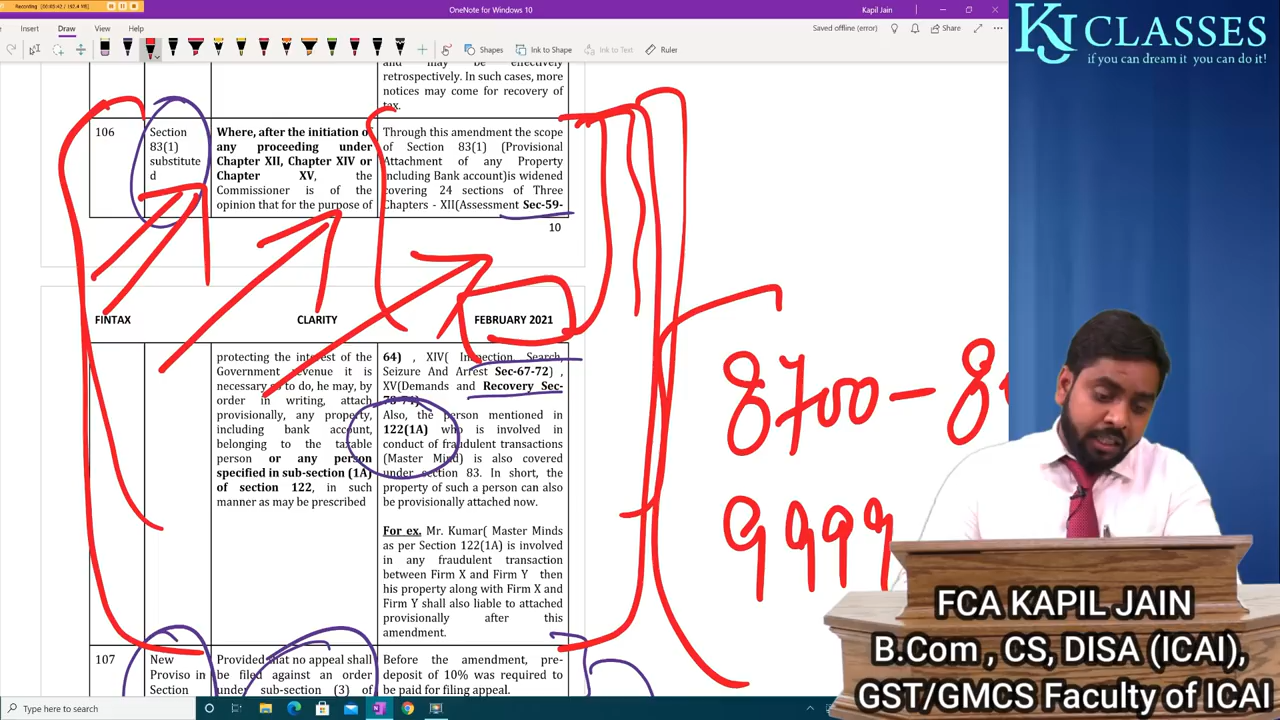 Recording [00:03:42 / 192.4 MB]
OneNote for Windows 10
Kapil Jain
Insert
Draw
View
Help
Saved offline (error)
Share
Shapes
Ink to Shape
Ink to Text
Ruler
KJ CLASSES
if you can dream it you can do it!
and may be effectively
retrospectively. In such cases, more
notices may come for recovery of
tax.
106
Section
83(1)
substitute
d
Where, after the initiation of
any proceeding under
Chapter XII, Chapter XIV or
Chapter XV, the
Commissioner is of the
opinion that for the purpose of
Through this amendment the scope
of Section 83(1) (Provisional
Attachment of any Property
including Bank account)is widened
covering 24 sections of Three
Chapters - XII(Assessment Sec-59-
10
FINTAX
CLARITY
FEBRUARY 2021
protecting the interest of the
Government revenue it is
necessary so to do, he may, by
order in writing, attach
provisionally, any property,
including bank account,
belonging to the taxable
person or any person
specified in sub-section (1A)
of section 122, in such
manner as may be prescribed
64) , XIV( Inspection, Search,
Seizure And Arrest Sec-67-72) ,
XV(Demands and Recovery Sec-
Also, the person mentioned in
122(1A) who is involved in
conduct of fraudulent transactions
(Master Mind) is also covered
under section 83. In short, the
property of such a person can also
be provisionally attached now.
For ex. Mr. Kumar( Master Minds
as per Section 122(1A) is involved
in any fraudulent transaction
between Firm X and Firm Y then
his property along with Firm X and
Firm Y shall also liable to attached
provisionally after this
amendment.
107
New
Proviso in
Section
Provided that no appeal shall
be filed against an order
under sub-section (3) of
Before the amendment, pre-
deposit of 10% was required to
be paid for filing appeal.
8700 - 8
9999
FCA KAPIL JAIN
B.Com , CS, DISA (ICAI),
GST/GMCS Faculty of ICAI
Type here to search